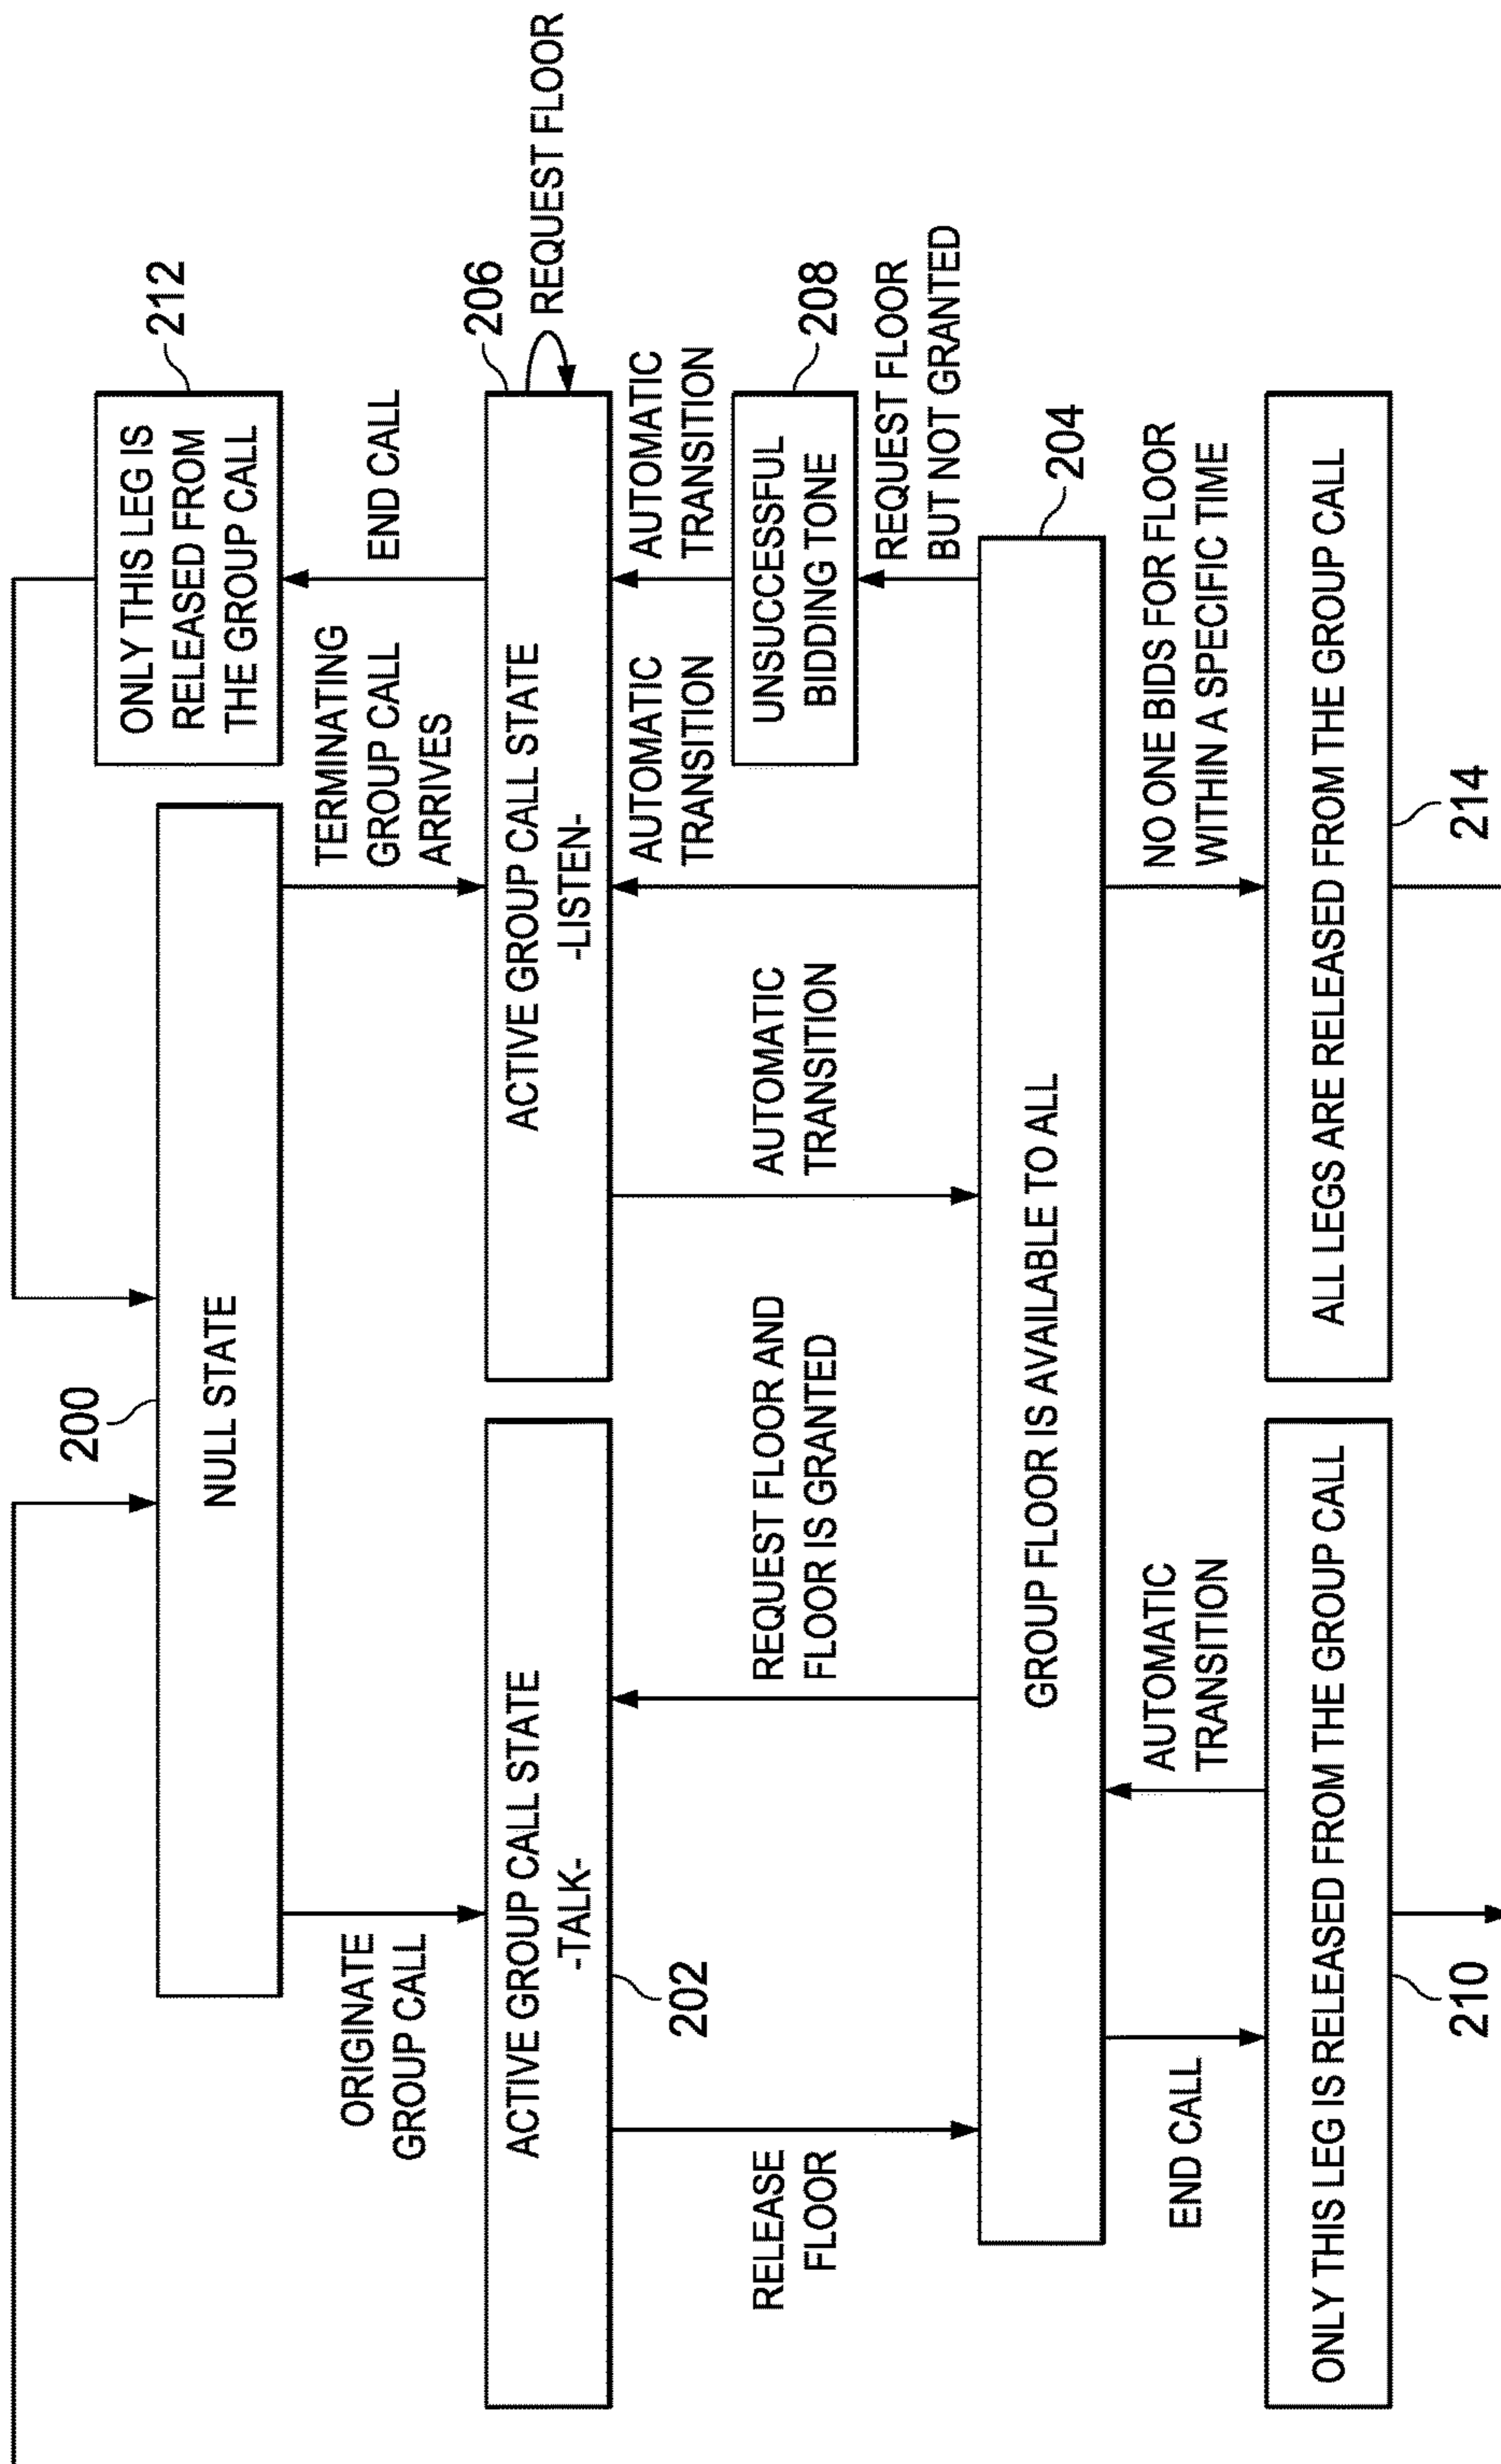 200
NULL STATE
212
ONLY THIS LEG IS
RELEASED FROM
THE GROUP CALL
ORIGINATE
GROUP CALL
TERMINATING
GROUP CALL
ARRIVES
END CALL
206
REQUEST FLOOR
ACTIVE GROUP CALL STATE
-TALK-
202
ACTIVE GROUP CALL STATE
-LISTEN-
RELEASE
FLOOR
REQUEST FLOOR AND
FLOOR IS GRANTED
AUTOMATIC
TRANSITION
AUTOMATIC
TRANSITION
AUTOMATIC
TRANSITION
208
UNSUCCESSFUL
BIDDING TONE
REQUEST FLOOR
BUT NOT GRANTED
204
GROUP FLOOR IS AVAILABLE TO ALL
END CALL
AUTOMATIC
TRANSITION
NO ONE BIDS FOR FLOOR
WITHIN A SPECIFIC TIME
ONLY THIS LEG IS RELEASED FROM THE GROUP CALL
210
ALL LEGS ARE RELEASED FROM THE GROUP CALL
214